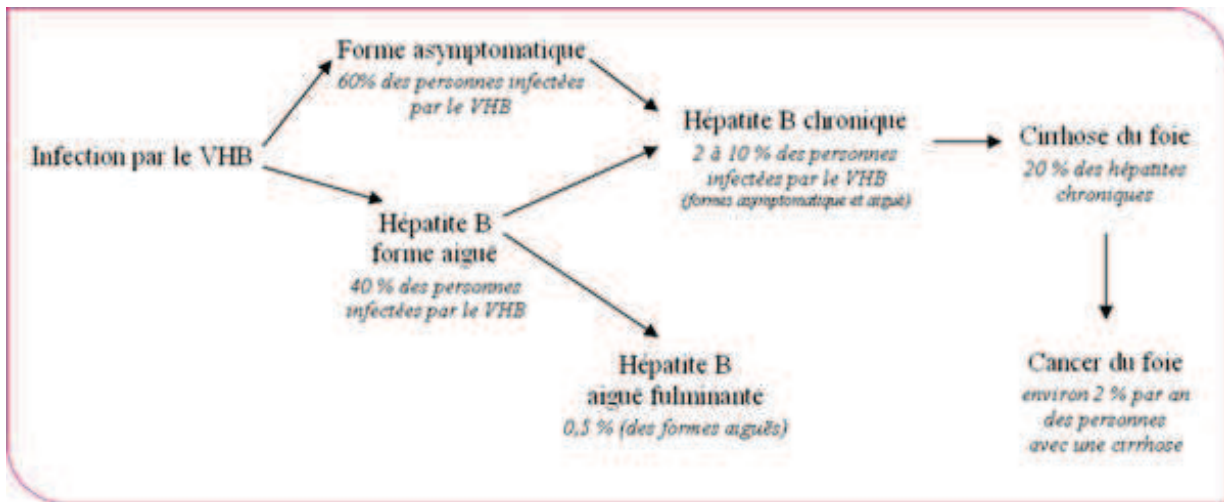 Forme asymptomatique
60% des personnes infectées
par le VHB
Infection par le VHB
Hépatite B
forme aiguë
40 % des personnes
infectées par le VHB
Hépatite B chronique
2 à 10 % des personnes
infectées par le VHB
(formes asymptomatique et aiguë)
Hépatite B
aiguë fulminante
0,5 % (des formes aiguës)
Cirrhose du foie
20 % des hépatites
chroniques
Cancer du foie
environ 2 % par an
des personnes
avec une cirrhose